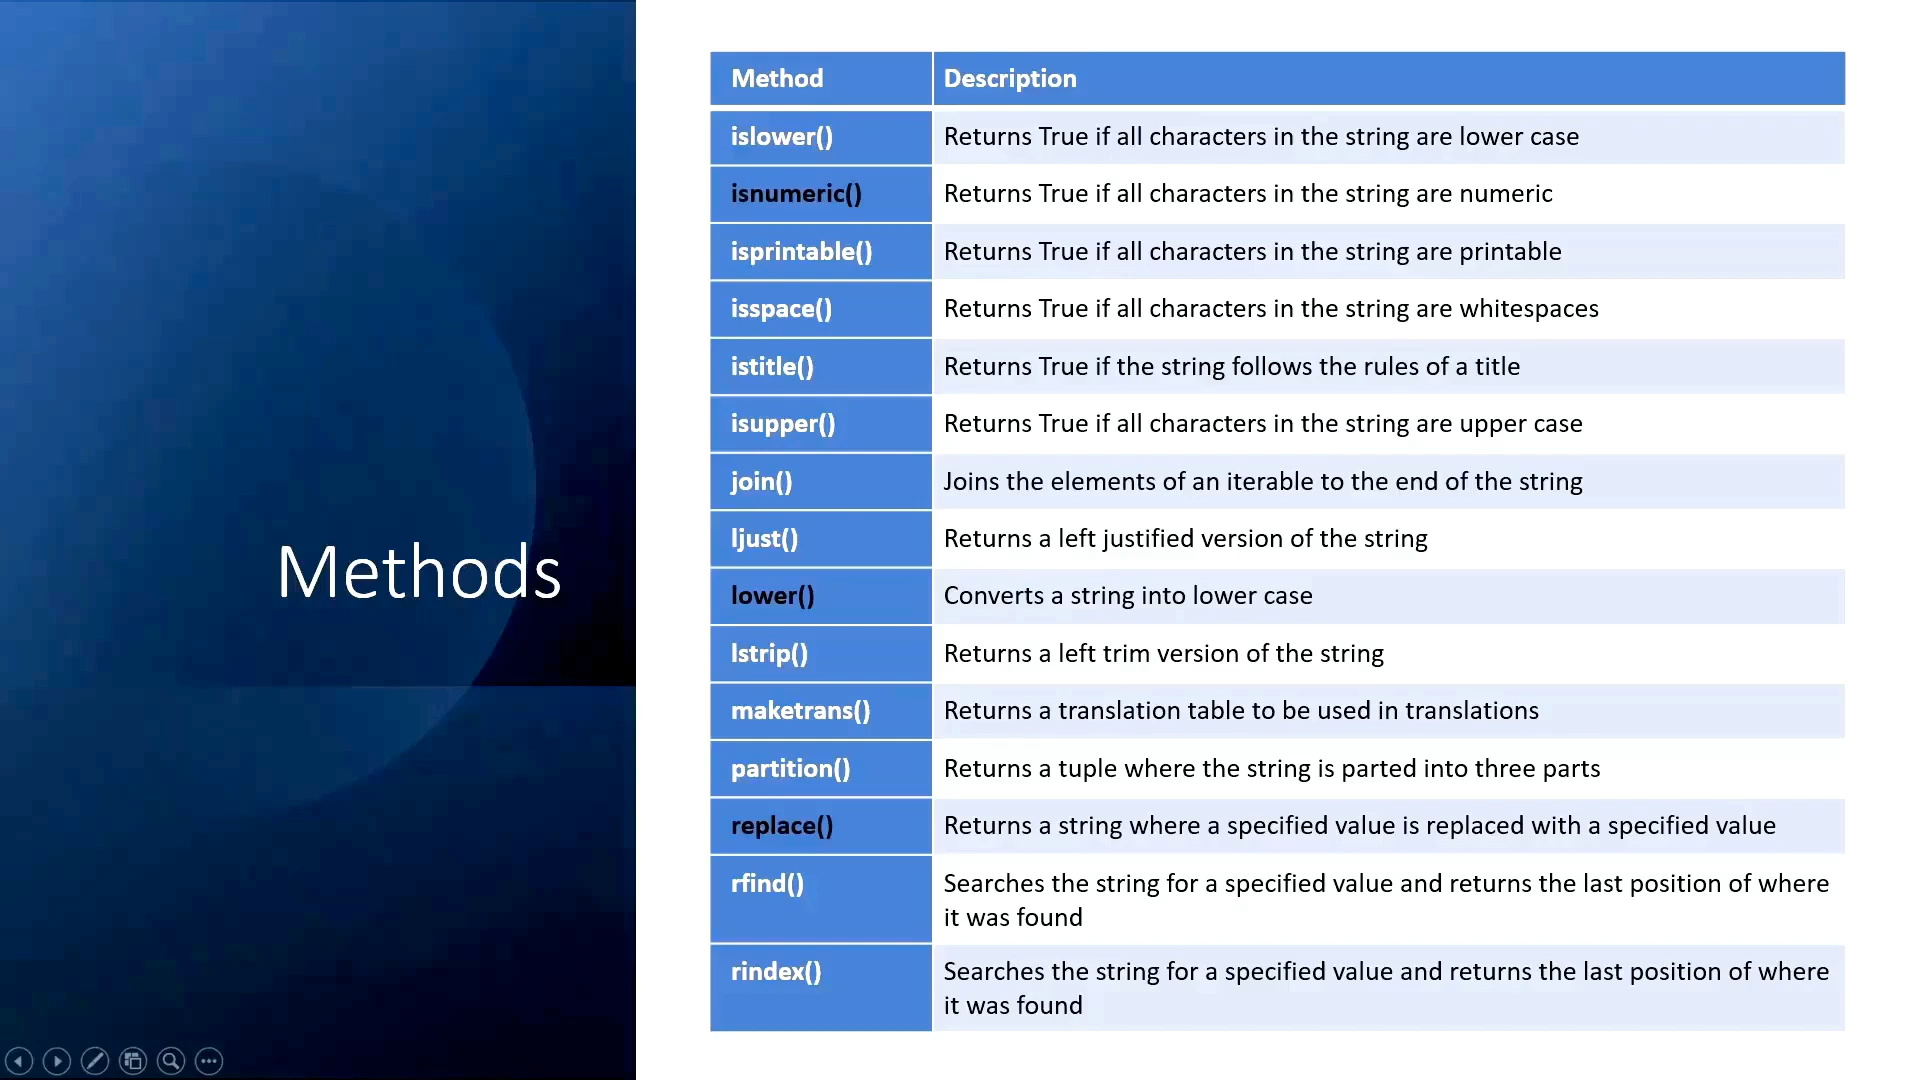 Methods
Method Description
islower() Returns True if all characters in the string are lower case
isnumeric() Returns True if all characters in the string are numeric
isprintable() Returns True if all characters in the string are printable
isspace() Returns True if all characters in the string are whitespaces
istitle() Returns True if the string follows the rules of a title
isupper() Returns True if all characters in the string are upper case
join() Joins the elements of an iterable to the end of the string
ljust() Returns a left justified version of the string
lower() Converts a string into lower case
lstrip() Returns a left trim version of the string
maketrans() Returns a translation table to be used in translations
partition() Returns a tuple where the string is parted into three parts
replace() Returns a string where a specified value is replaced with a specified value
rfind() Searches the string for a specified value and returns the last position of where
it was found
rindex() Searches the string for a specified value and returns the last position of where
it was found